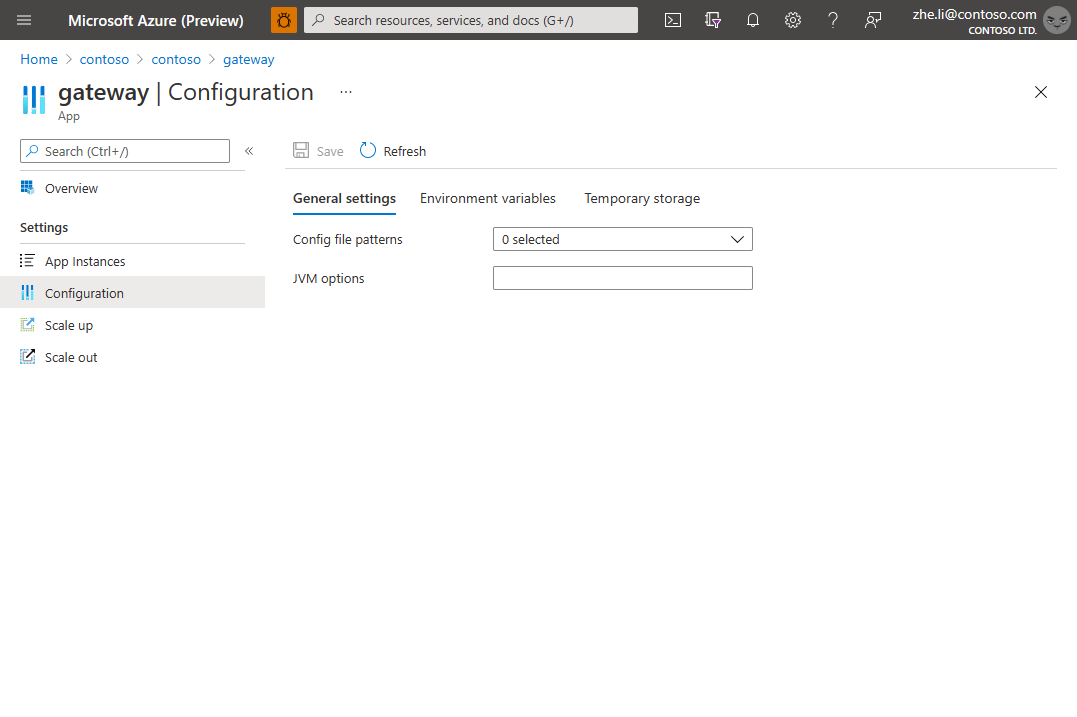 Microsoft Azure (Preview)
Search resources, services, and docs (G+/)
zhe.li@contoso.com
CONTOSO LTD.
Home > contoso > contoso > gateway
gateway | Configuration ...
App
Search (Ctrl+/)
«
Save
Refresh
Overview
General settings
Environment variables
Temporary storage
Settings
Config file patterns
0 selected
App Instances
JVM options
Configuration
Scale up
Scale out